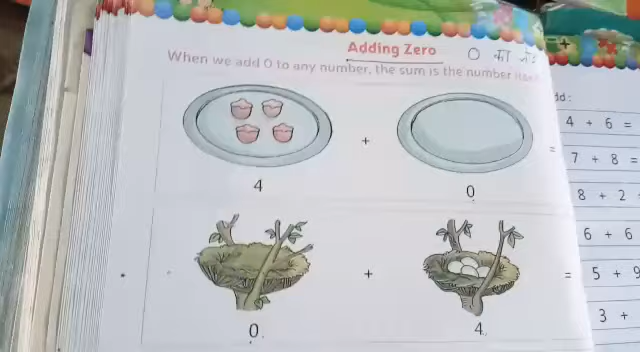 Adding Zero 0 का
When we add 0 to any number, the sum is the number
+ =
4 0
+ =
0 4
4 + 6 =
7 + 8 =
8 + 2
6 + 6
5 + 9
3 +